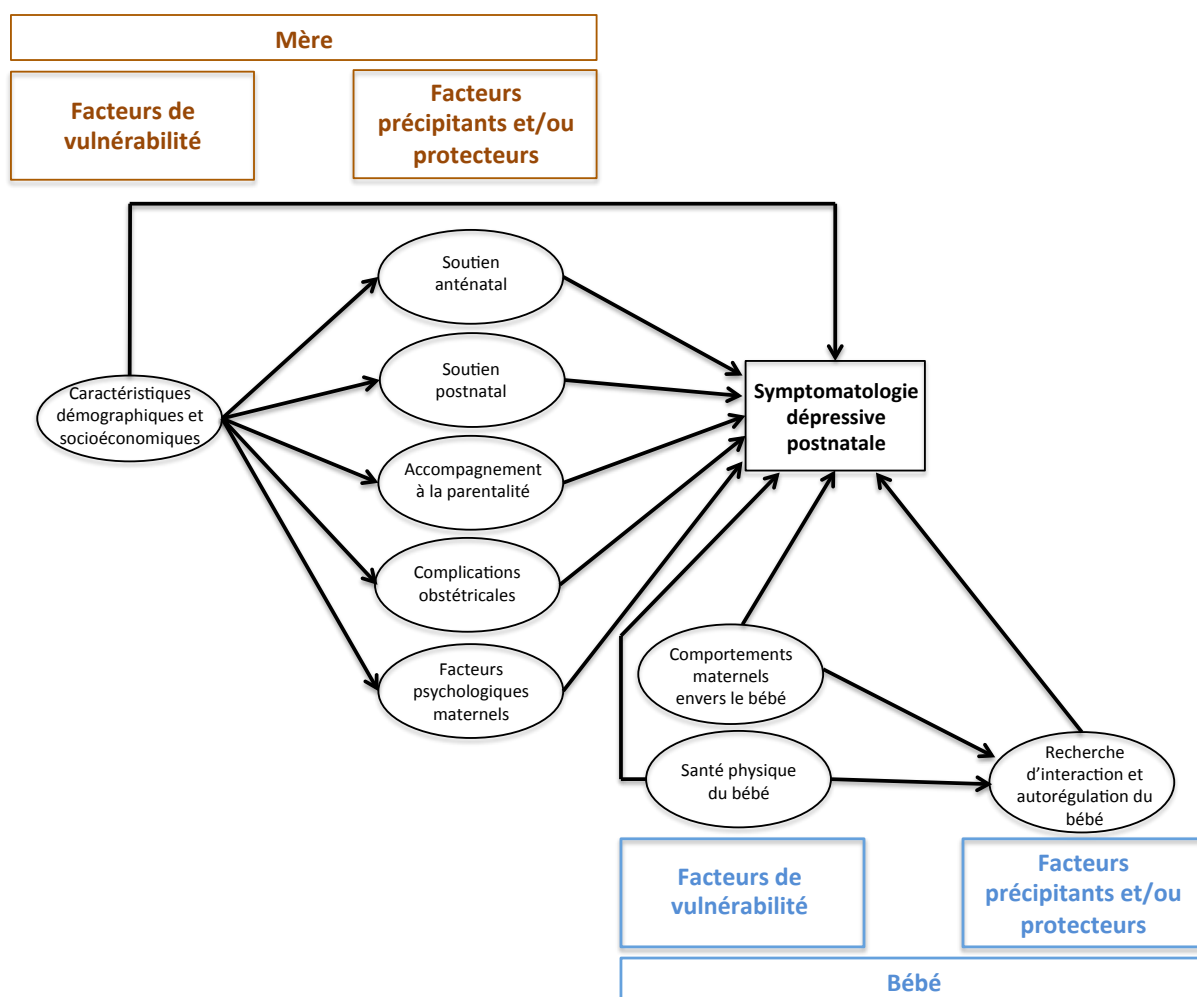 Mère
Facteurs de
vulnérabilité
Facteurs
précipitants et/ou
protecteurs
Soutien
anténatal
Soutien
postnatal
Caractéristiques
démographiques et
socioéconomiques
Symptomatologie
dépressive
postnatale
Accompagnement
à la parentalité
Complications
obstétricales
Facteurs
psychologiques
maternels
Comportements
maternels
envers le bébé
Santé physique
du bébé
Recherche
d’interaction et
autorégulation du
bébé
Facteurs de
vulnérabilité
Facteurs
précipitants et/ou
protecteurs
Bébé